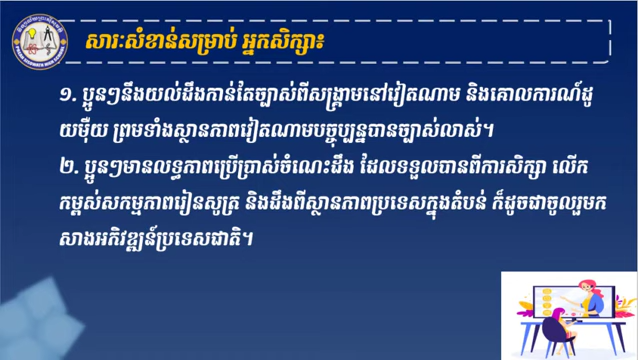 សារៈសំខាន់សម្រាប់ អ្នកសិក្សា៖
១. ប្អូនៗនឹងយល់ដឹងកាន់តែច្បាស់ពីសង្គ្រាមនៅវៀតណាម និងគោលការណ៍ដូ
យម៉ឺយ ព្រមទាំងស្ថានភាពវៀតណាមបច្ចុប្បន្នបានច្បាស់លាស់។
២. ប្អូនៗមានលទ្ធភាពប្រើប្រាស់ចំណេះដឹង ដែលទទួលបានពីការសិក្សា លើក
កម្ពស់សកម្មភាពរៀនសូត្រ និងដឹងពីស្ថានភាពប្រទេសក្នុងតំបន់ ក៏ដូចជាចូលរួមក
សាងអភិវឌ្ឍន៍ប្រទេសជាតិ។